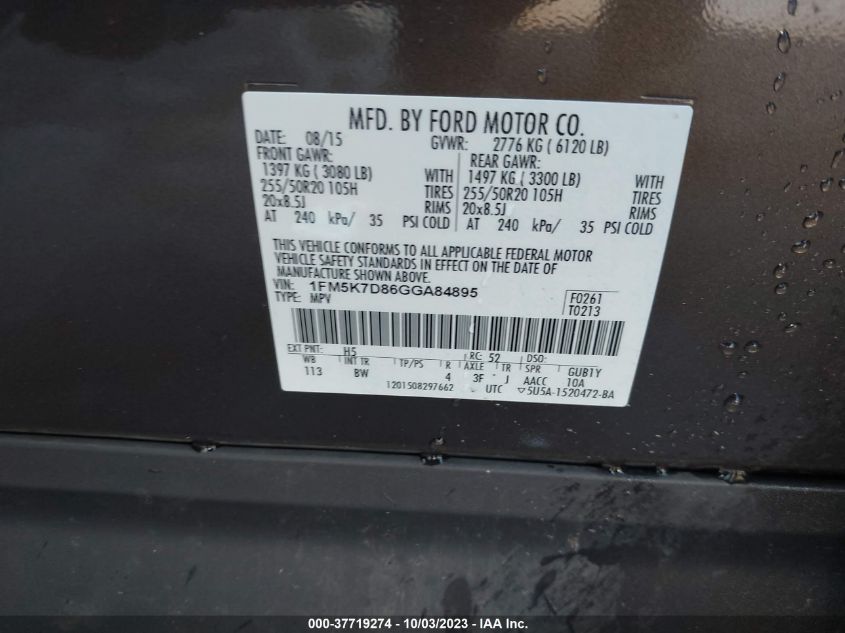 MFD. BY FORD MOTOR CO.
DATE: 08/15 GVWR: 2776 KG ( 6120 LB)
FRONT GAWR: REAR GAWR:
1397 KG ( 3080 LB) WITH 1497 KG ( 3300 LB) WITH
255/50R20 105H TIRES 255/50R20 105H TIRES
20x8.5J RIMS 20x8.5J RIMS
AT 240 kPa/ 35 PSI COLD AT 240 kPa/ 35 PSI COLD
THIS VEHICLE CONFORMS TO ALL APPLICABLE FEDERAL MOTOR
VEHICLE SAFETY STANDARDS IN EFFECT ON THE DATE OF
MANUFACTURE SHOWN ABOVE.
VIN: 1FM5K7D86GGA84895 F0261
TYPE: MPV T0213
EXT PNT: H5 RC: 52 DSO:
WB INT TR TP/PS R AXLE TR SPR GUB1Y
113 BW 4 3F J AACC 10A
1201508297662 UTC ▽5U5A-1520472-BA
000-37719274 - 10/03/2023 - IAAI.com